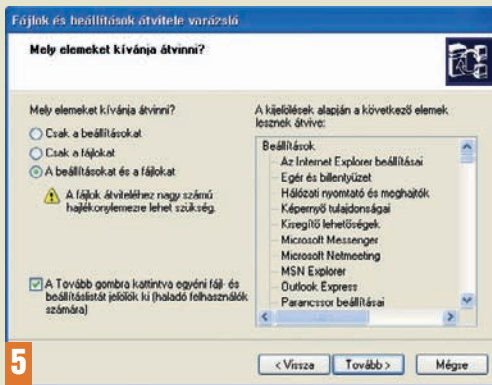 Fájlok és beállítások átvitele varázsló
Mely elemeket kívánja átvinni?
Mely elemeket kívánja átvinni?
Csak a beállításokat
Csak a fájlokat
A beállításokat és a fájlokat
A fájlok átviteléhez nagy számú
hajlékonylemezre lehet szükség.
A Tovább gombra kattintva egyéni fájl- és
beállításlistát jelölök ki (haladó felhasználók
számára)
A kijelölések alapján a következő elemek
lesznek átvive:
Beállítások
Az Internet Explorer beállításai
Egér és billentyűzet
Hálózati nyomtató és meghajtók
Képernyő tulajdonságai
Kisegítő lehetőségek
Microsoft Messenger
Microsoft Netmeeting
MSN Explorer
Outlook Express
Parancssor beállításai
5
< Vissza
Tovább >
Mégse